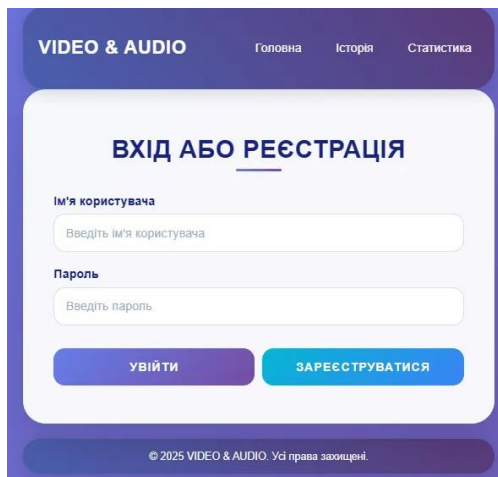 VIDEO & AUDIO Головна Історія Статистика
ВХІД АБО РЕЄСТРАЦІЯ
Ім'я користувача
Введіть ім'я користувача
Пароль
Введіть пароль
УВІЙТИ ЗАРЕЄСТРУВАТИСЯ
© 2025 VIDEO & AUDIO. Усі права захищені.